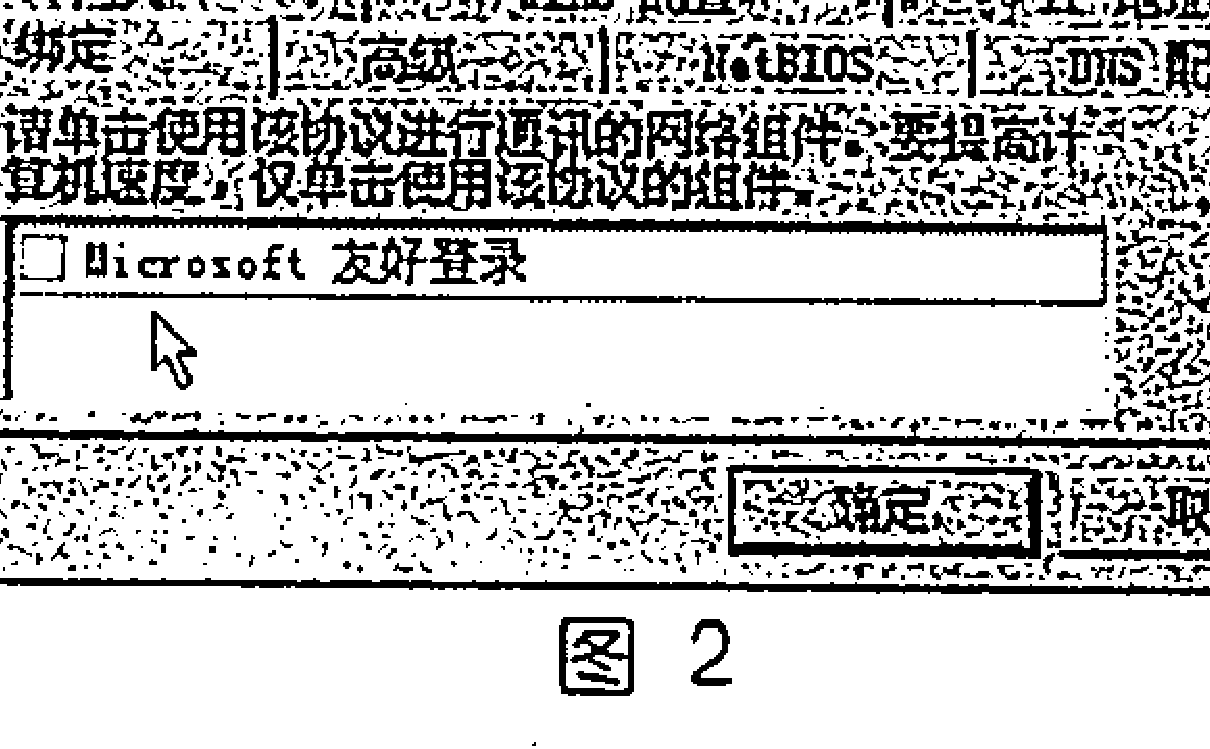 绑定 高级 NetBIOS DNS 配
请单击使用该协议进行通讯的网络组件。要提高计
算机速度，仅单击使用该协议的组件。
Microsoft 友好登录
确定 取
图 2